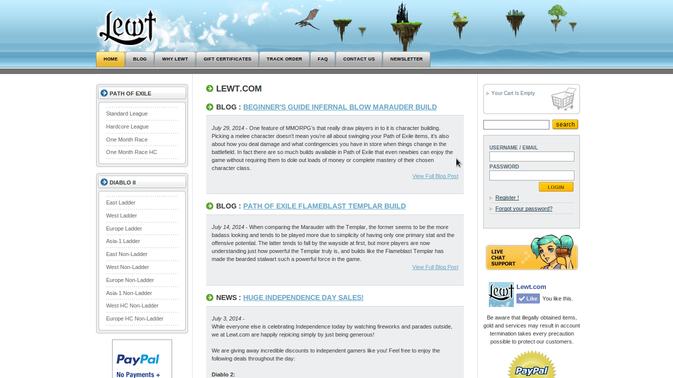 Lewt
HOME BLOG WHY LEWT GIFT CERTIFICATES TRACK ORDER FAQ CONTACT US NEWSLETTER
PATH OF EXILE
Standard League
Hardcore League
One Month Race
One Month Race HC
DIABLO II
East Ladder
West Ladder
Europe Ladder
Asia-1 Ladder
East Non-Ladder
West Non-Ladder
Europe Non-Ladder
Asia-1 Non-Ladder
West HC Non-Ladder
Europe HC Non-Ladder
PayPal
No Payments +
LEWT.COM
BLOG : BEGINNER'S GUIDE INFERNAL BLOW MARAUDER BUILD
July 29, 2014 - One feature of MMORPG's that really draw players in to it is character building.
Picking a melee character doesn't mean you're all about swinging your Path of Exile items, it's also
about how you deal damage and what contingencies you have in store when things change in the
battlefield. In fact there are so much builds available in Path of Exile that even newbies can enjoy the
game without requiring them to dole out loads of money or complete mastery of their chosen
character class.
View Full Blog Post
BLOG : PATH OF EXILE FLAMEBLAST TEMPLAR BUILD
July 14, 2014 - When comparing the Marauder with the Templar, the former seems to be the more
badass looking and tends to be played more due to simplicity of having only one primary stat and the
offensive potential. The latter tends to fall by the wayside at first, but more players are now
understanding just how powerful the Templar truly is, and builds like the Flameblast Templar has
made the bearded stalwart such a powerful force in the game.
View Full Blog Post
NEWS : HUGE INDEPENDENCE DAY SALES!
July 3, 2014 -
While everyone else is celebrating Independence today by watching fireworks and parades outside,
we at Lewt.com are happily rejoicing simply by just being generous!
We are giving away incredible discounts to independent gamers like you! Feel free to enjoy the
following deals throughout the day:
Diablo 2:
Your Cart Is Empty
search
USERNAME / EMAIL
PASSWORD
LOGIN
Register !
Forgot your password?
LIVE
CHAT
SUPPORT
Lewt
Lewt.com
Like You like this.
Be aware that illegally obtained items,
gold and services may result in account
termination takes every precaution
possible to protect our customers.
PayPal